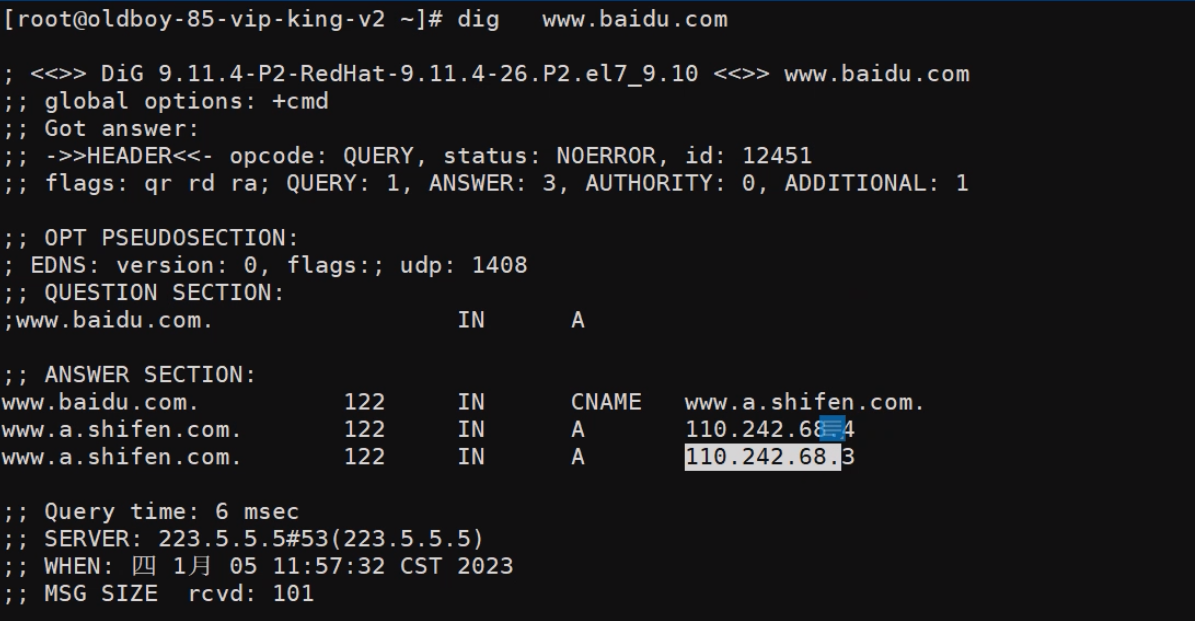 [root@oldboy-85-vip-king-v2 ~]# dig   www.baidu.com
; <<>> DiG 9.11.4-P2-RedHat-9.11.4-26.P2.el7_9.10 <<>> www.baidu.com
;; global options: +cmd
;; Got answer:
;; ->>HEADER<<- opcode: QUERY, status: NOERROR, id: 12451
;; flags: qr rd ra; QUERY: 1, ANSWER: 3, AUTHORITY: 0, ADDITIONAL: 1
;; OPT PSEUDOSECTION:
; EDNS: version: 0, flags:; udp: 1408
;; QUESTION SECTION:
;www.baidu.com.                 IN      A
;; ANSWER SECTION:
www.baidu.com.          122     IN      CNAME   www.a.shifen.com.
www.a.shifen.com.       122     IN      A       110.242.68.4
www.a.shifen.com.       122     IN      A       110.242.68.3
;; Query time: 6 msec
;; SERVER: 223.5.5.5#53(223.5.5.5)
;; WHEN: 四 1月 05 11:57:32 CST 2023
;; MSG SIZE  rcvd: 101